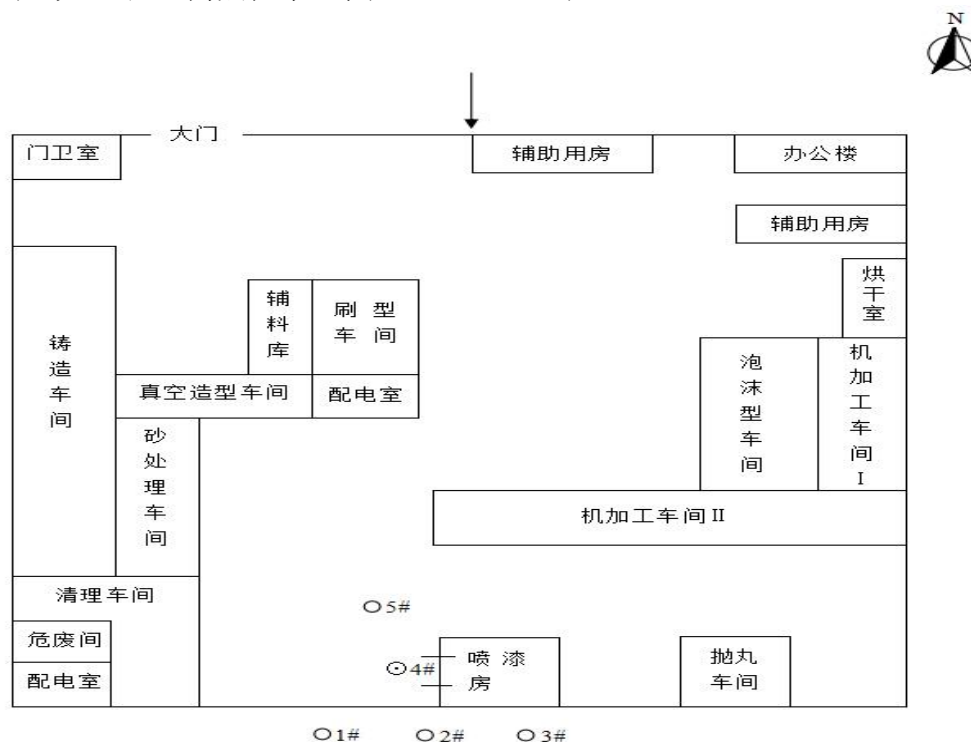 N
大门
门卫室
辅助用房
办公楼
辅助用房
烘干室
辅料库
刷型车间
铸造车间
泡沫型车间
机加工车间I
真空造型车间
配电室
砂处理车间
机加工车间II
清理车间
5#
危废间
喷漆房
抛丸车间
4#
配电室
1#
2#
3#